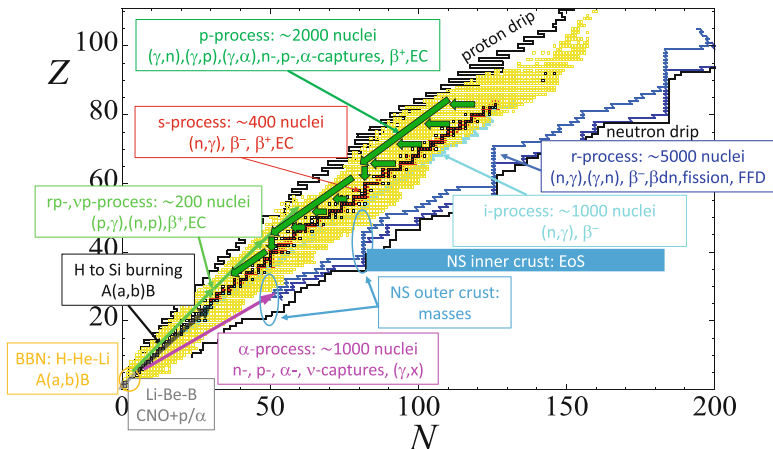 100
Z
80
60
40
20
0
50
100
150
200
N
proton drip
neutron drip
p-process: ~2000 nuclei
(γ,n),(γ,p),(γ,α),n-,p-,α-captures, β⁺,EC
s-process: ~400 nuclei
(n,γ), β⁻, β⁺,EC
r-process: ~5000 nuclei
(n,γ),(γ,n), β⁻,βdn,fission, FFD
rp-,νp-process: ~200 nuclei
(p,γ),(n,p),β⁺,EC
i-process: ~1000 nuclei
(n,γ), β⁻
H to Si burning
A(a,b)B
NS inner crust: EoS
NS outer crust:
masses
α-process: ~1000 nuclei
n-, p-, α-, ν-captures, (γ,x)
BBN: H-He-Li
A(a,b)B
Li-Be-B
CNO+p/α